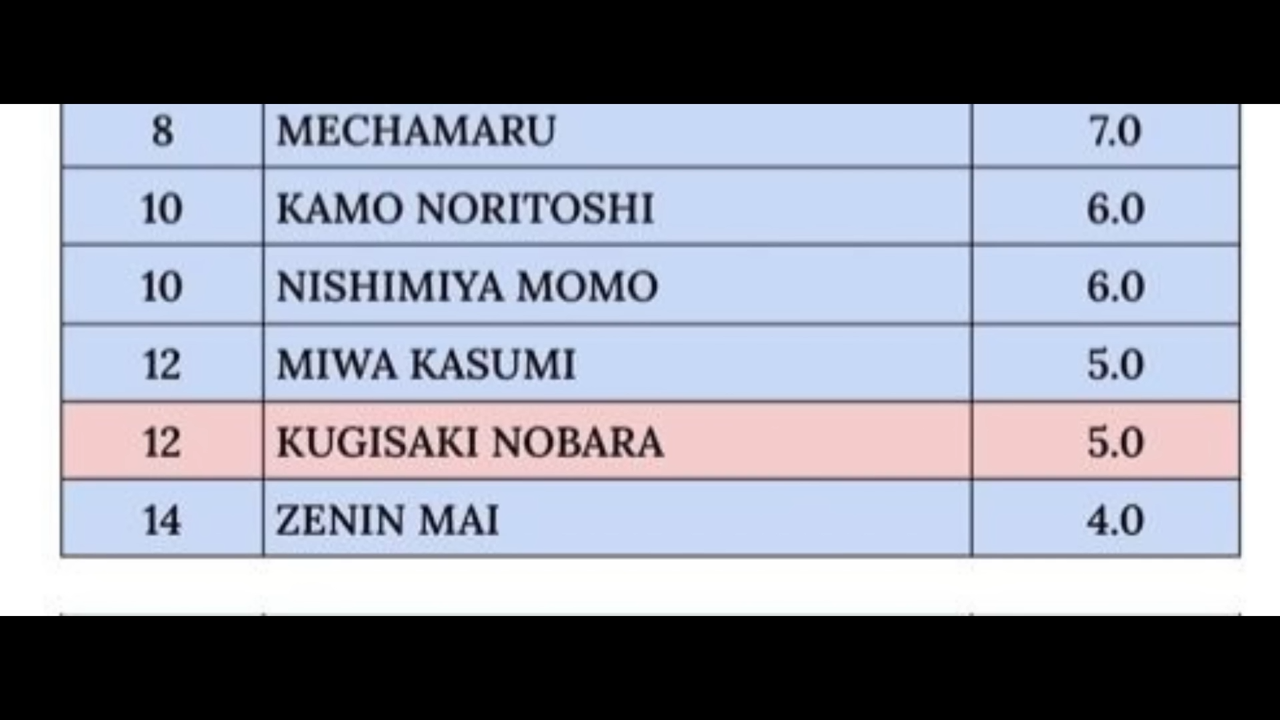 8 MECHAMARU 7.0
10 KAMO NORITOSHI 6.0
10 NISHIMIYA MOMO 6.0
12 MIWA KASUMI 5.0
12 KUGISAKI NOBARA 5.0
14 ZENIN MAI 4.0